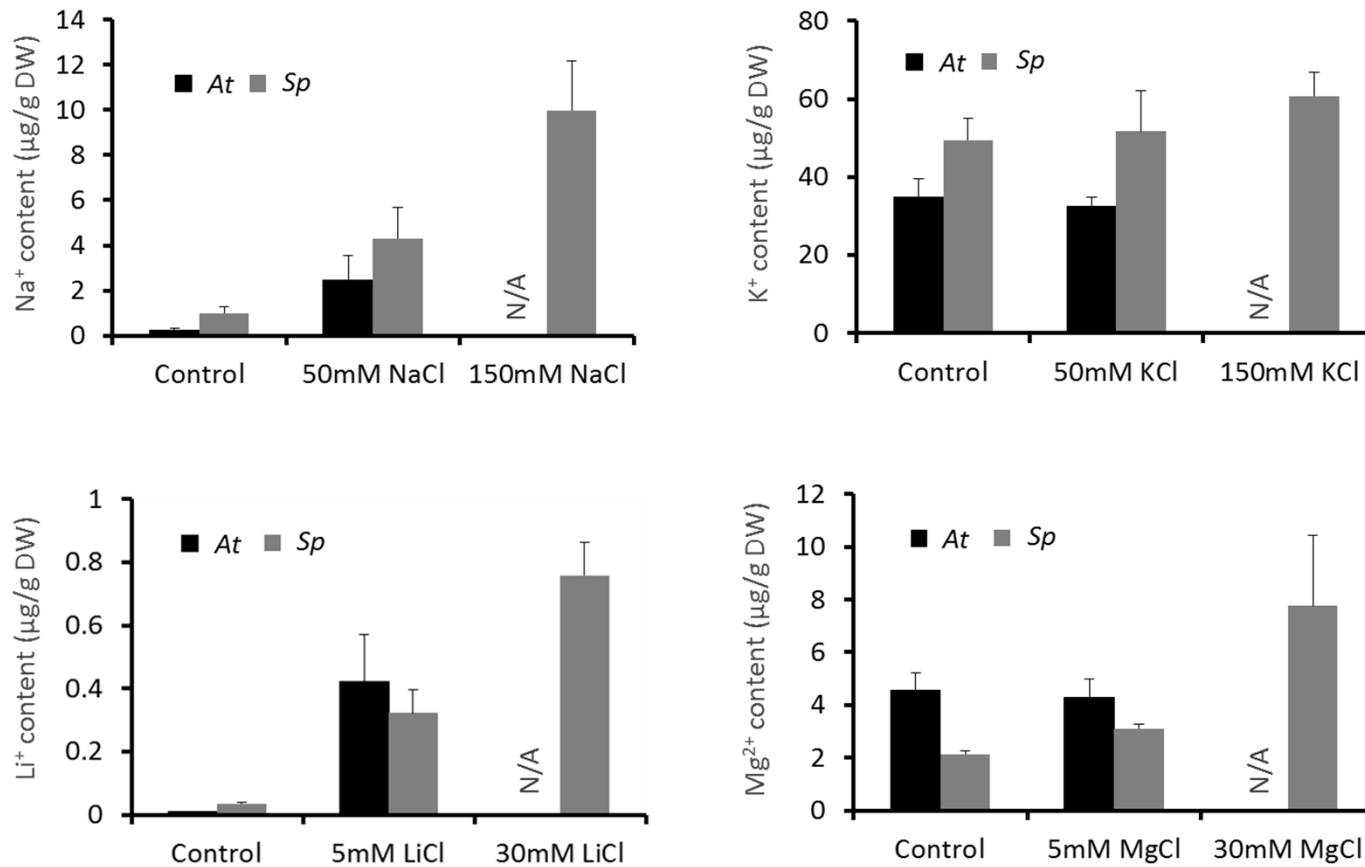 Na⁺ content (µg/g DW)
14
12
10
8
6
4
2
0
At Sp
N/A
Control 50mM NaCl 150mM NaCl
K⁺ content (µg/g DW)
80
60
40
20
0
At Sp
N/A
Control 50mM KCl 150mM KCl
Li⁺ content (µg/g DW)
1
0.8
0.6
0.4
0.2
0
At Sp
N/A
Control 5mM LiCl 30mM LiCl
Mg²⁺ content (µg/g DW)
12
10
8
6
4
2
0
At Sp
N/A
Control 5mM MgCl 30mM MgCl